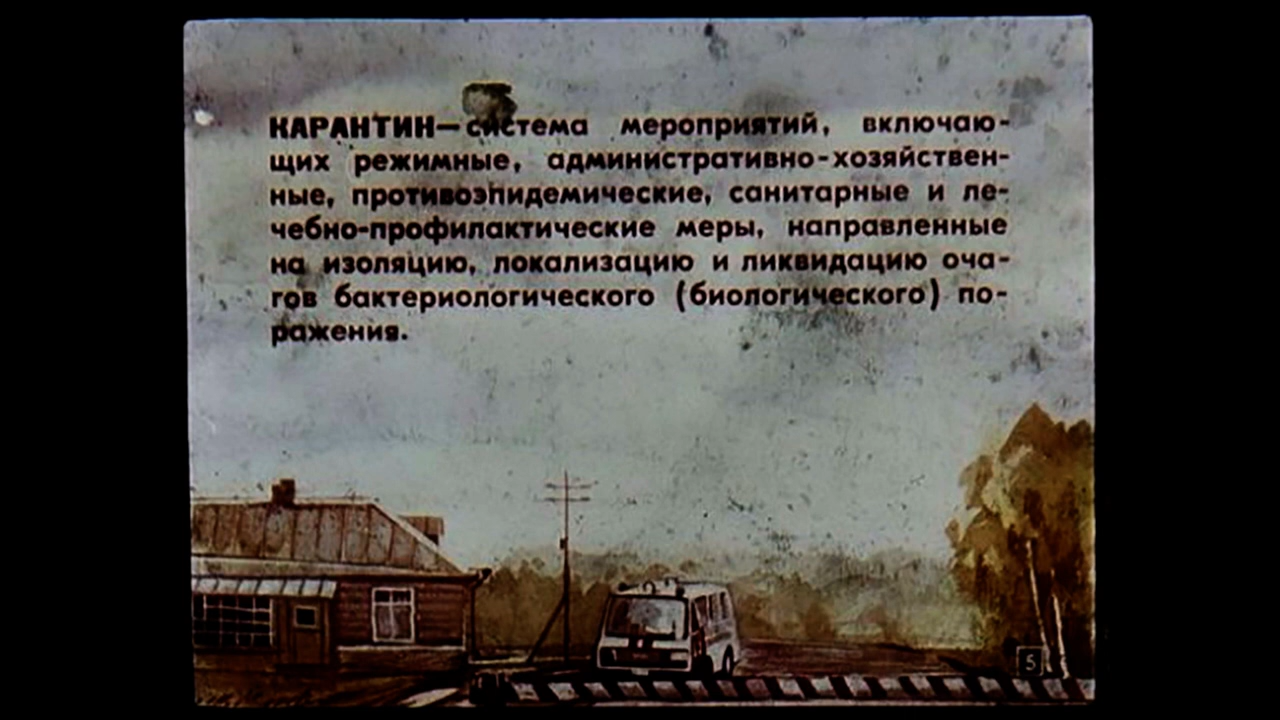 КАРАНТИН—система мероприятий, включаю-
щих режимные, административно-хозяйствен-
ные, противоэпидемические, санитарные и ле-
чебно-профилактические меры, направленные
на изоляцию, локализацию и ликвидацию оча-
гов бактериологического (биологического) по-
ражения.
5